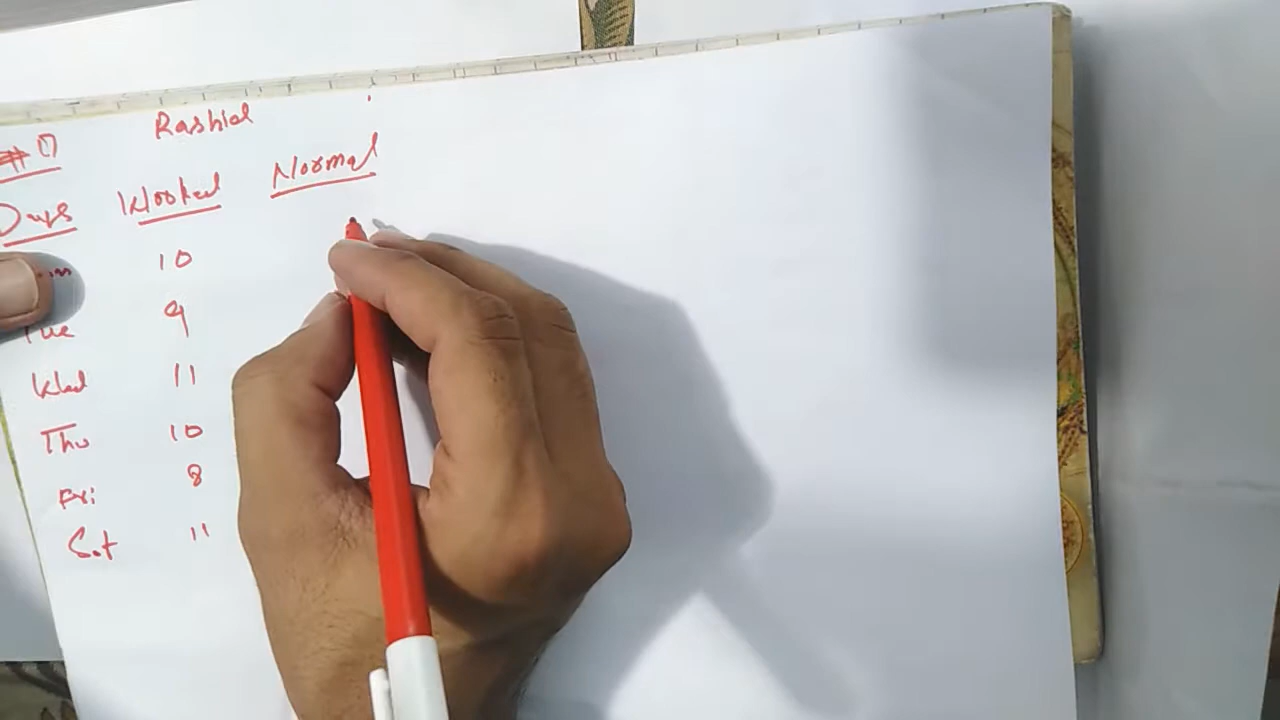 #1 Rashid
Days Worked Normal
10
Tue 9
Wed 11
Thu 10
Fri 8
Sat 11